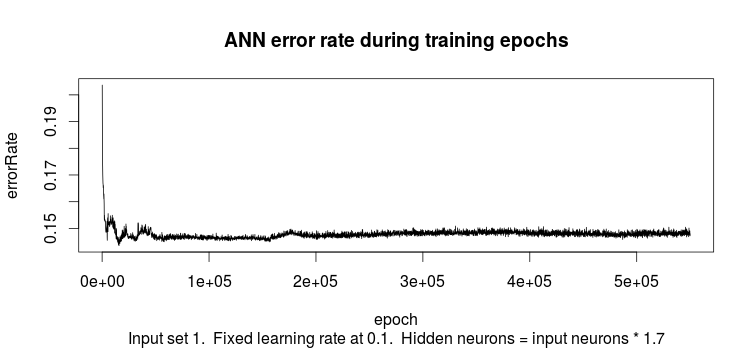 ANN error rate during training epochs
errorRate
0.19
0.17
0.15
0e+00 1e+05 2e+05 3e+05 4e+05 5e+05
epoch
Input set 1.  Fixed learning rate at 0.1.  Hidden neurons = input neurons * 1.7